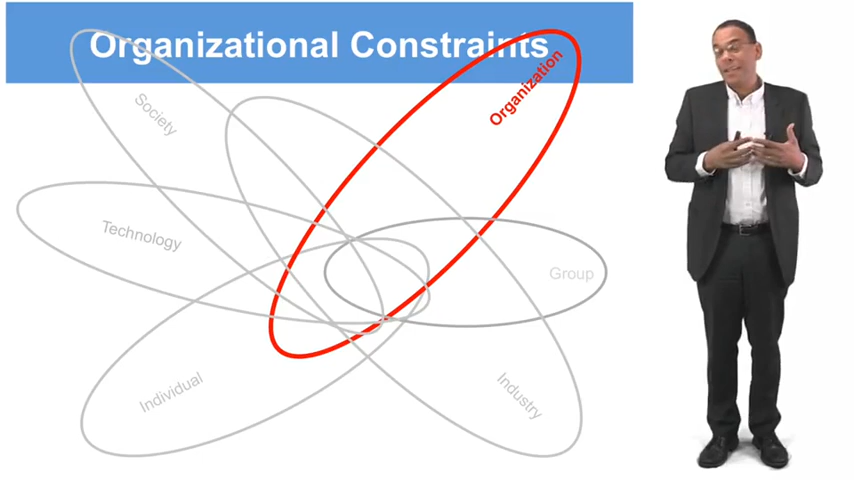 Organizational Constraints
Organization
Society
Technology
Group
Individual
Industry